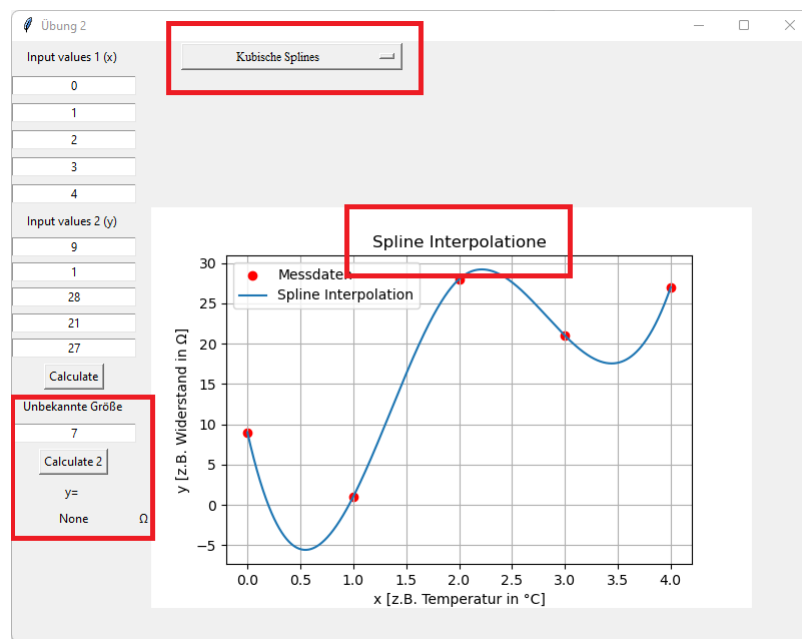 Übung 2
Input values 1 (x)
Kubische Splines
0
1
2
3
4
Input values 2 (y)
9
1
28
21
27
Calculate
Unbekannte Größe
7
Calculate 2
y=
None Ω
Spline Interpolatione
Messdaten
Spline Interpolation
y [z.B. Widerstand in Ω]
30
25
20
15
10
5
0
−5
0.0 0.5 1.0 1.5 2.0 2.5 3.0 3.5 4.0
x [z.B. Temperatur in °C]